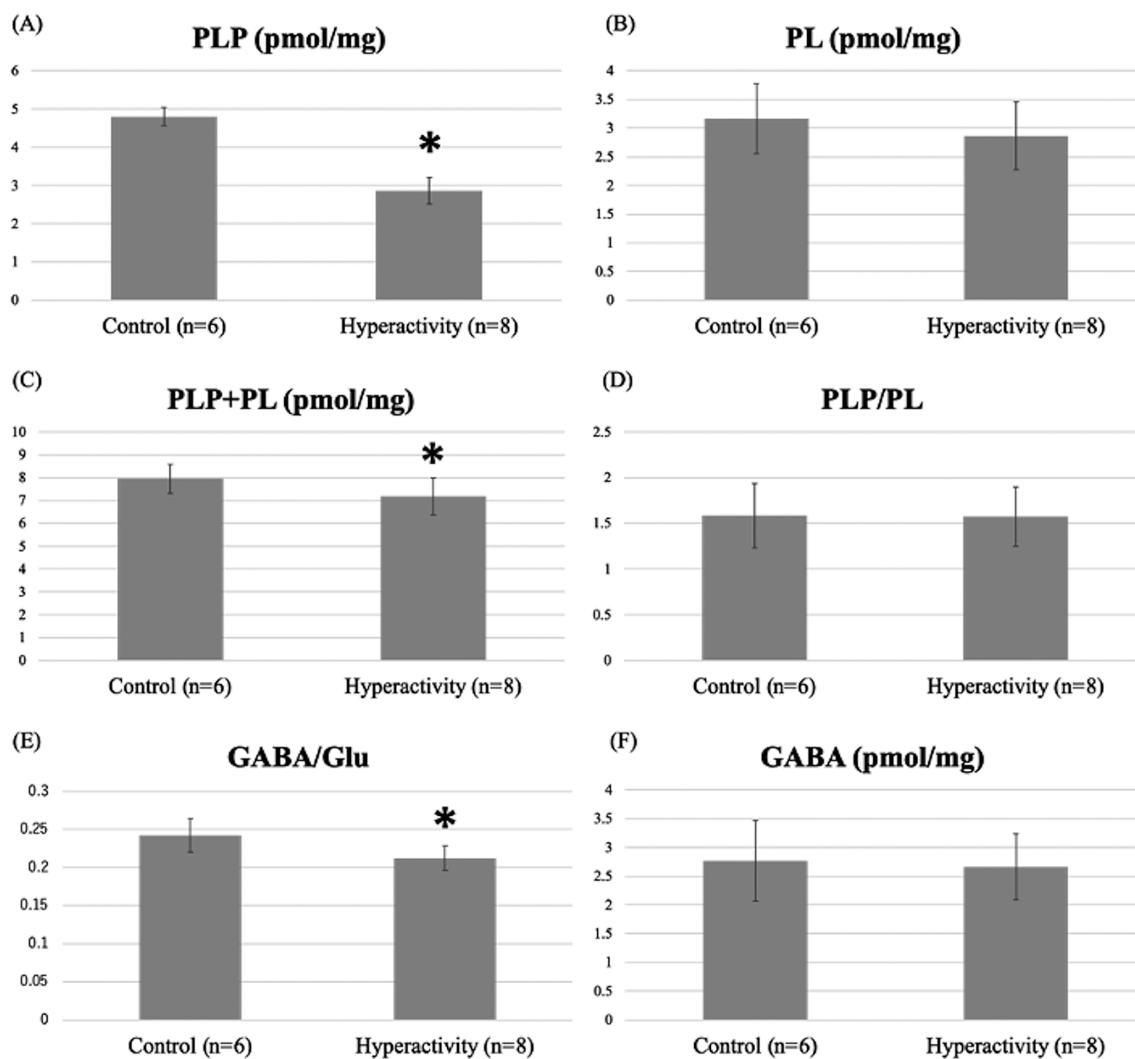 (A)
PLP (pmol/mg)
6
5
4
*
3
2
1
0
Control (n=6) Hyperactivity (n=8)
(B)
PL (pmol/mg)
4
3.5
3
2.5
2
1.5
1
0.5
0
Control (n=6) Hyperactivity (n=8)
(C)
PLP+PL (pmol/mg)
10
9
*
8
7
6
5
4
3
2
1
0
Control (n=6) Hyperactivity (n=8)
(D)
PLP/PL
2.5
2
1.5
1
0.5
0
Control (n=6) Hyperactivity (n=8)
(E)
GABA/Glu
0.3
*
0.25
0.2
0.15
0.1
0.05
0
Control (n=6) Hyperactivity (n=8)
(F)
GABA (pmol/mg)
4
3.5
3
2.5
2
1.5
1
0.5
0
Control (n=6) Hyperactivity (n=8)